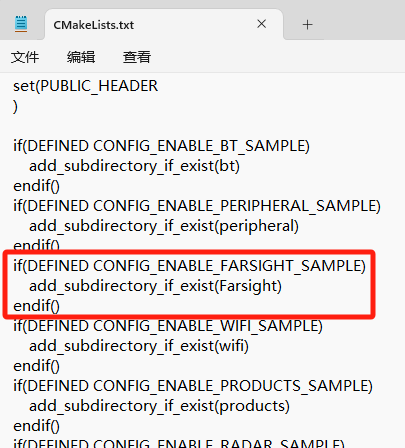 CMakeLists.txt
文件 编辑 查看
set(PUBLIC_HEADER
)
if(DEFINED CONFIG_ENABLE_BT_SAMPLE)
add_subdirectory_if_exist(bt)
endif()
if(DEFINED CONFIG_ENABLE_PERIPHERAL_SAMPLE)
add_subdirectory_if_exist(peripheral)
endif()
if(DEFINED CONFIG_ENABLE_FARSIGHT_SAMPLE)
add_subdirectory_if_exist(Farsight)
endif()
if(DEFINED CONFIG_ENABLE_WIFI_SAMPLE)
add_subdirectory_if_exist(wifi)
endif()
if(DEFINED CONFIG_ENABLE_PRODUCTS_SAMPLE)
add_subdirectory_if_exist(products)
endif()
if(DEFINED CONFIG_ENABLE_RADAR_SAMPLE)